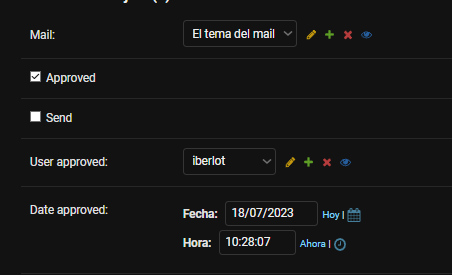 Mail: El tema del mail
Approved
Send
User approved: iberlot
Date approved: Fecha: 18/07/2023 Hoy |
Hora: 10:28:07 Ahora |